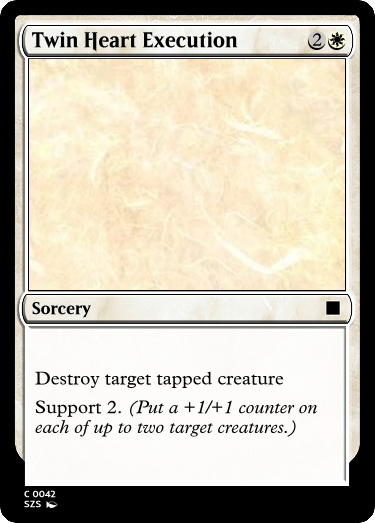 Twin Heart Execution 2
Sorcery
Destroy target tapped creature
Support 2. (Put a +1/+1 counter on
each of up to two target creatures.)
C 0042
SZS